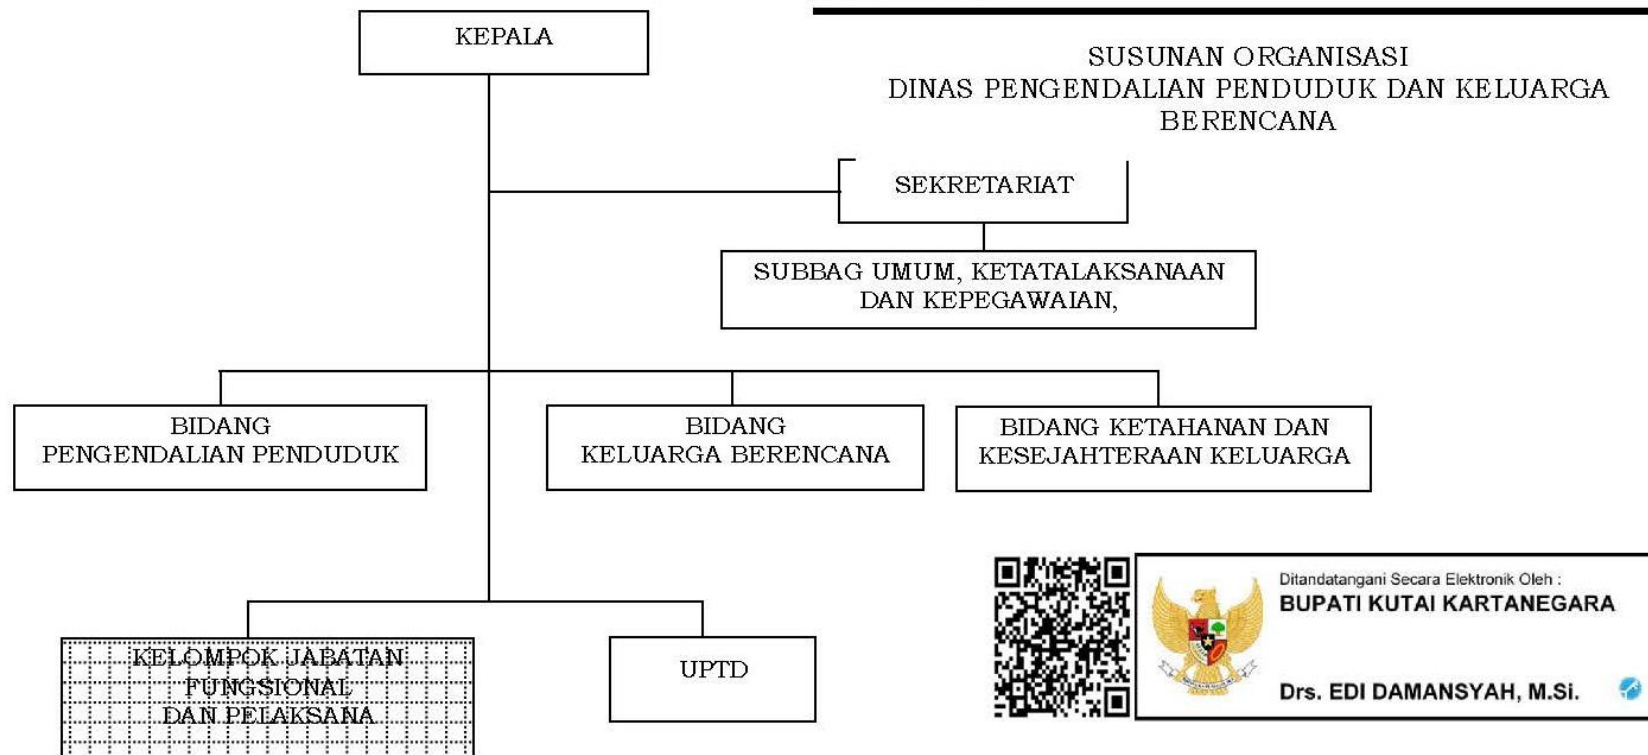 KEPALA
SUSUNAN ORGANISASI
DINAS PENGENDALIAN PENDUDUK DAN KELUARGA
BERENCANA
SEKRETARIAT
SUBBAG UMUM, KETATALAKSANAAN
DAN KEPEGAWAIAN,
BIDANG
PENGENDALIAN PENDUDUK
BIDANG
KELUARGA BERENCANA
BIDANG KETAHANAN DAN
KESEJAHTERAAN KELUARGA
KELOMPOK JABATAN
FUNGSIONAL
DAN PELAKSANA
UPTD
Ditandatangani Secara Elektronik Oleh :
BUPATI KUTAI KARTANEGARA
Drs. EDI DAMANSYAH, M.Si.